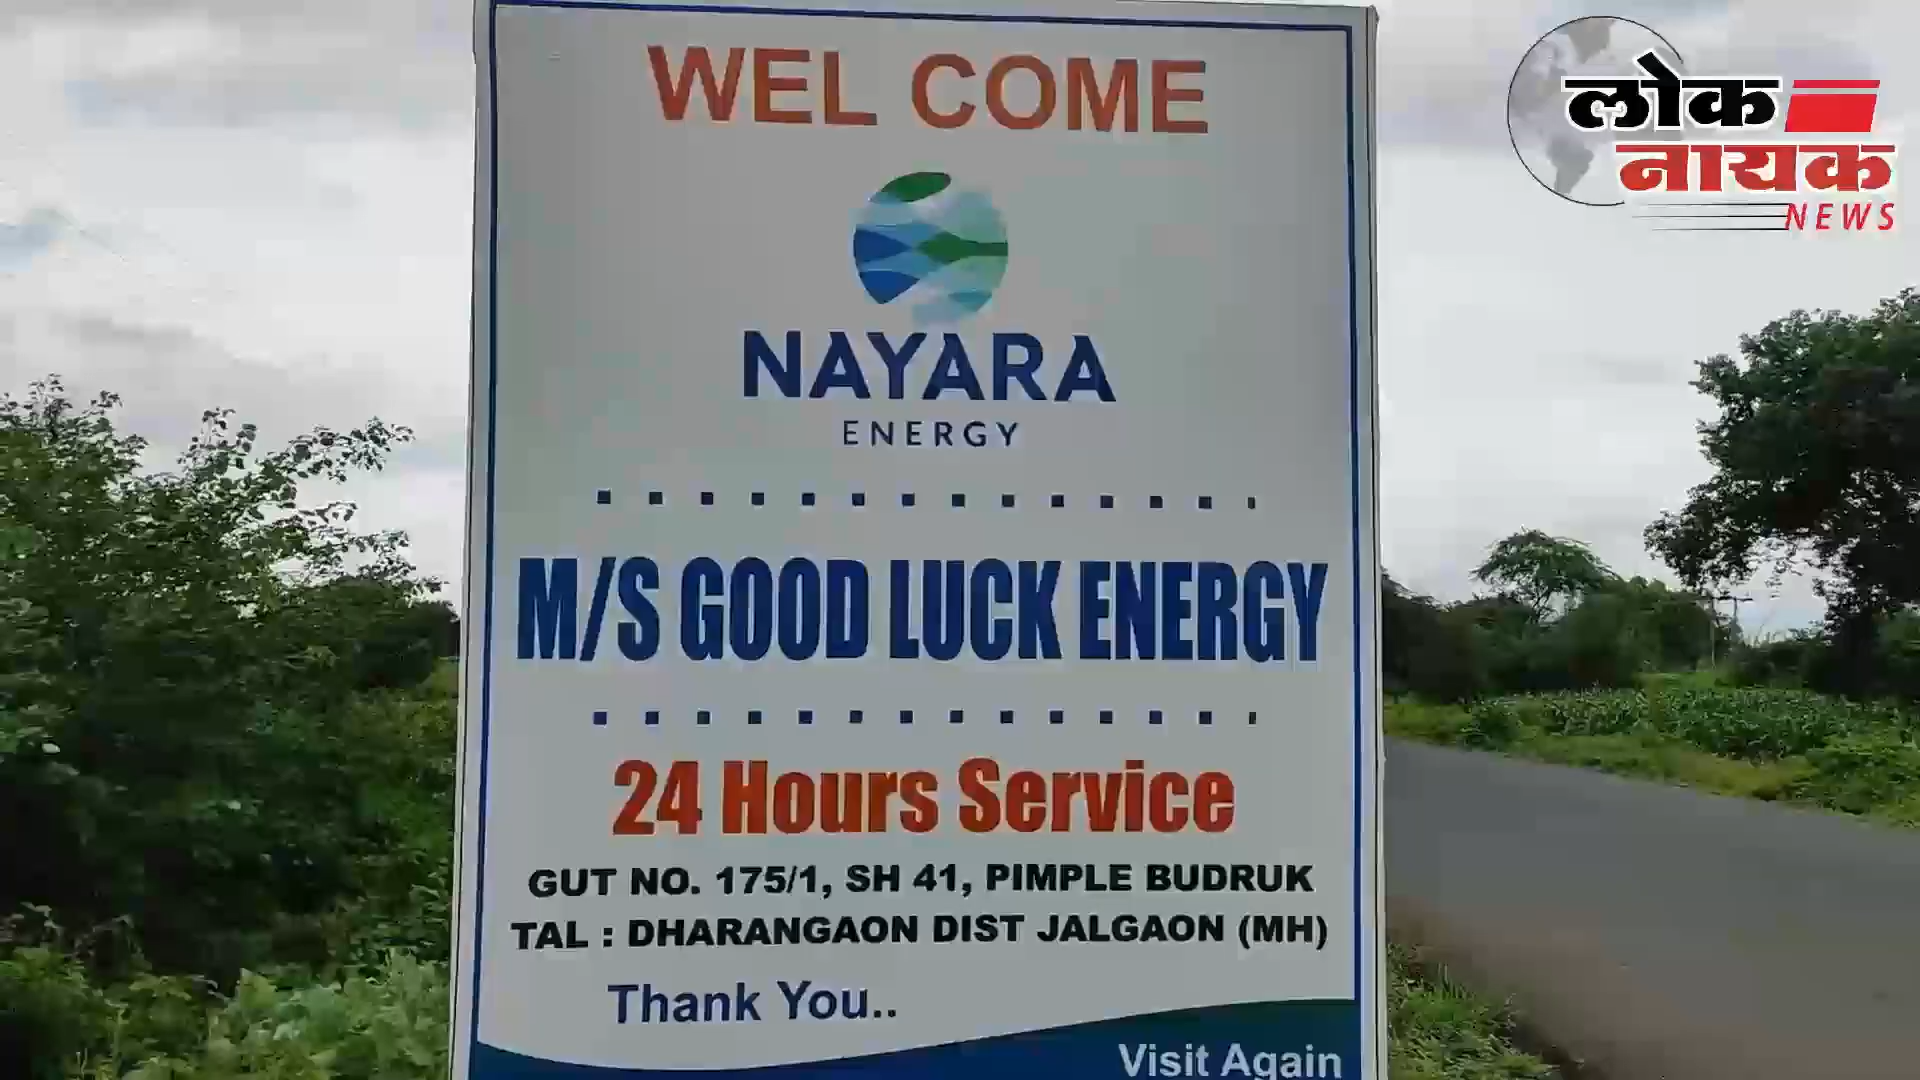 WEL COME
NAYARA
ENERGY
M/S GOOD LUCK ENERGY
24 Hours Service
GUT NO. 175/1, SH 41, PIMPLE BUDRUK
TAL : DHARANGAON DIST JALGAON (MH)
Thank You..
Visit Again
लोक
नायक
NEWS